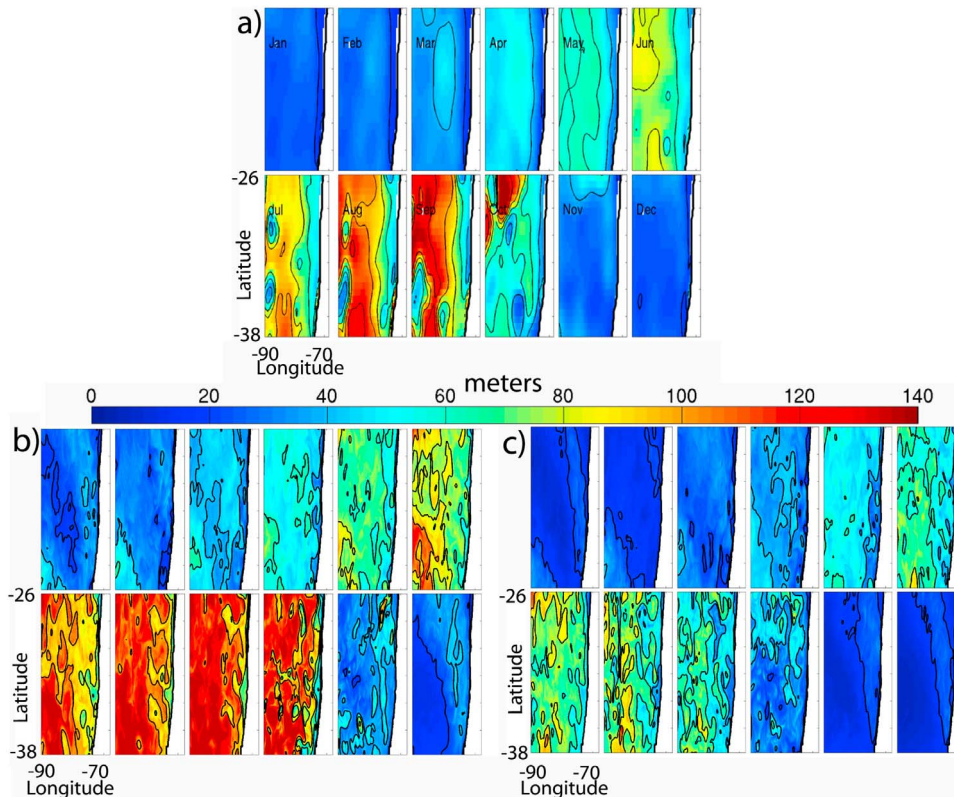 a)
Jan Feb Mar Apr May Jun
-26
Jul Aug Sep Oct Nov Dec
Latitude
-38
-90 -70
Longitude
meters
0 20 40 60 80 100 120 140
b) c)
-26 -26
Latitude Latitude
-38 -38
-90 -70 -90 -70
Longitude Longitude